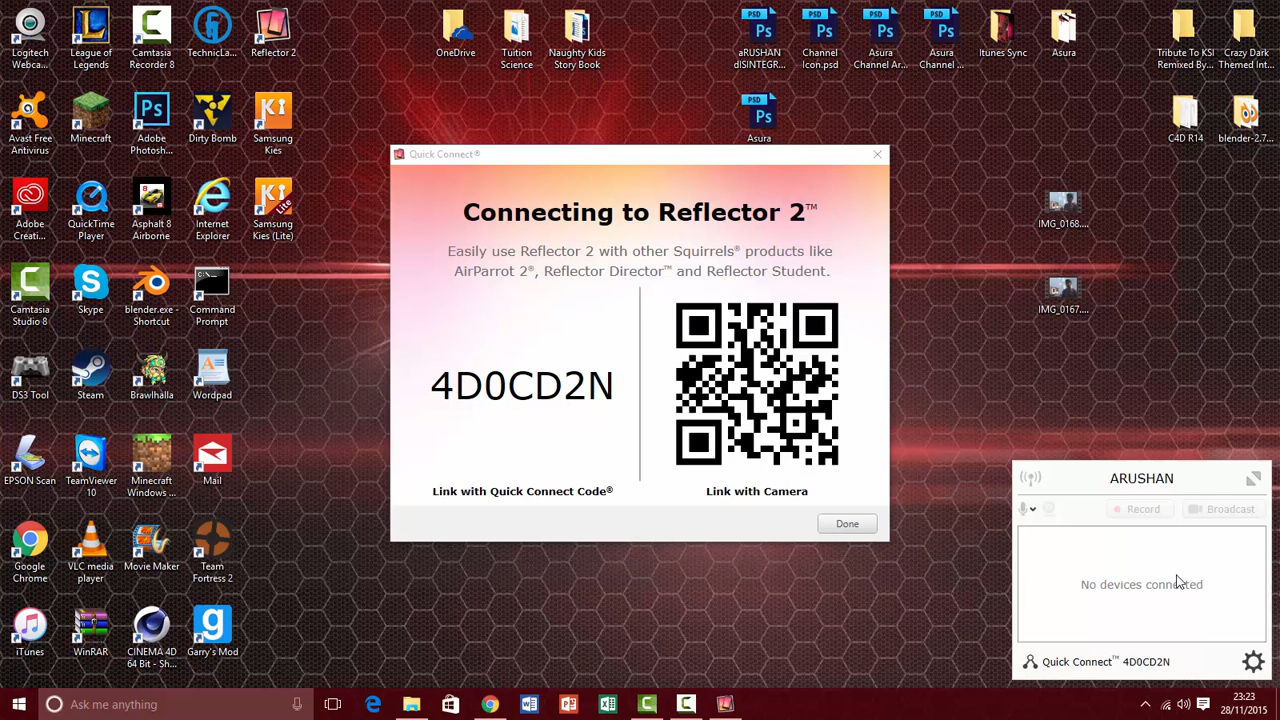 Logitech Webca...
League of Legends
Camtasia Recorder 8
TechnicLa...
Reflector 2
OneDrive
Tuition Science
Naughty Kids Story Book
PSD
aRUSHAN dISINTEGR...
PSD
Channel Icon.psd
PSD
Asura Channel Ar...
PSD
Asura Channel ...
Itunes Sync
Asura
Tribute To KSI Remixed By...
Crazy Dark Themed Int...
Avast Free Antivirus
Minecraft
Adobe Photosh...
Dirty Bomb
Samsung Kies
PSD
Asura
C4D R14
blender-2.7...
Adobe Creati...
QuickTime Player
Asphalt 8 Airborne
Internet Explorer
Samsung Kies (Lite)
IMG_0168....
Camtasia Studio 8
Skype
blender.exe - Shortcut
Command Prompt
IMG_0167....
DS3 Tool
Steam
Brawlhalla
Wordpad
EPSON Scan
TeamViewer 10
Minecraft Windows ...
Mail
Google Chrome
VLC media player
Movie Maker
Team Fortress 2
iTunes
WinRAR
CINEMA 4D 64 Bit - Sh...
Garry's Mod
Quick Connect®
Connecting to Reflector 2™
Easily use Reflector 2 with other Squirrels® products like
AirParrot 2®, Reflector Director™ and Reflector Student.
4D0CD2N
Link with Quick Connect Code®
Link with Camera
Done
ARUSHAN
Record
Broadcast
No devices connected
Quick Connect™ 4D0CD2N
Ask me anything
23:23
28/11/2015